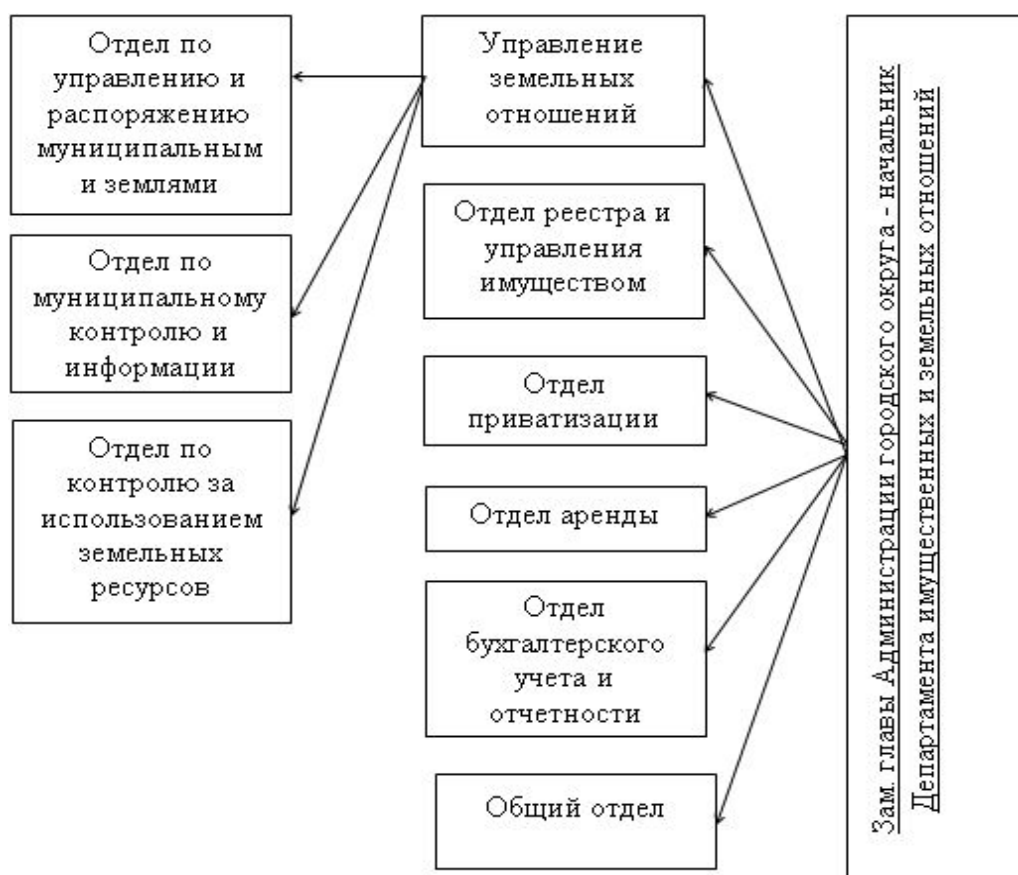 Отдел по
управлению и
распоряжению
муниципальным
и землями
Отдел по
муниципальному
контролю и
информации
Отдел по
контролю за
использованием
земельных
ресурсов
Управление
земельных
отношений
Отдел реестра и
управления
имуществом
Отдел
приватизации
Отдел аренды
Отдел
бухгалтерского
учета и
отчетности
Общий отдел
Зам. главы Администрации городского округа - начальник
Департамента имущественных и земельных отношений